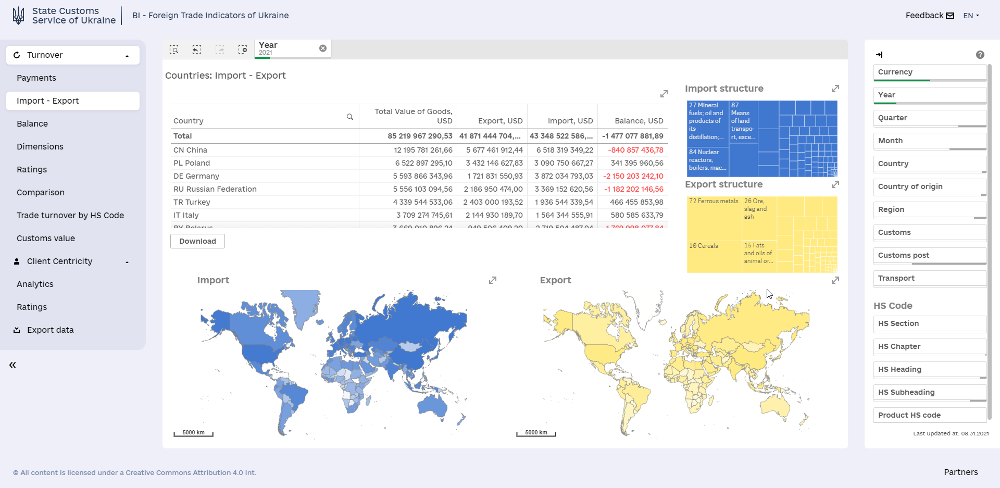 State Customs
Service of Ukraine
BI - Foreign Trade Indicators of Ukraine
Feedback
EN
Turnover
Payments
Import - Export
Balance
Dimensions
Ratings
Comparison
Trade turnover by HS Code
Customs value
Client Centricity
Analytics
Ratings
Export data
Year
2021
Countries: Import - Export
Country
Total Value of Goods, USD
Export, USD
Import, USD
Balance, USD
Total 85 219 967 290,53 41 871 444 704,... 43 348 522 586,... -1 477 077 881,89
CN China 12 195 781 261,66 5 677 461 912,44 6 518 319 349,22 -840 857 436,78
PL Poland 6 522 897 295,10 3 432 146 627,83 3 090 750 667,27 341 395 960,56
DE Germany 5 593 866 343,96 1 721 831 550,93 3 872 034 793,03 -2 150 203 242,10
RU Russian Federation 5 556 103 094,56 2 186 950 474,00 3 369 152 620,56 -1 182 202 146,56
TR Turkey 4 339 544 533,06 2 403 000 193,52 1 936 544 339,54 466 455 853,98
IT Italy 3 709 274 745,61 2 144 930 189,70 1 564 344 555,91 580 585 633,79
Download
Import structure
27 Mineral
fuels; oil and
products of
its
distillation;...
87
Means
of land
transpo-
rt, exce...
84 Nuclear
reactors,
boilers, mac...
Export structure
72 Ferrous metals
26 Ore,
slag and
ash
10 Cereals
15 Fats
and oils of
animal or...
Import
5000 km
Export
5000 km
Currency
Year
Quarter
Month
Country
Country of origin
Region
Customs
Customs post
Transport
HS Code
HS Section
HS Chapter
HS Heading
HS Subheading
Product HS code
Last updated at: 08.31.2021
© All content is licensed under a Creative Commons Attribution 4.0 Int.
Partners